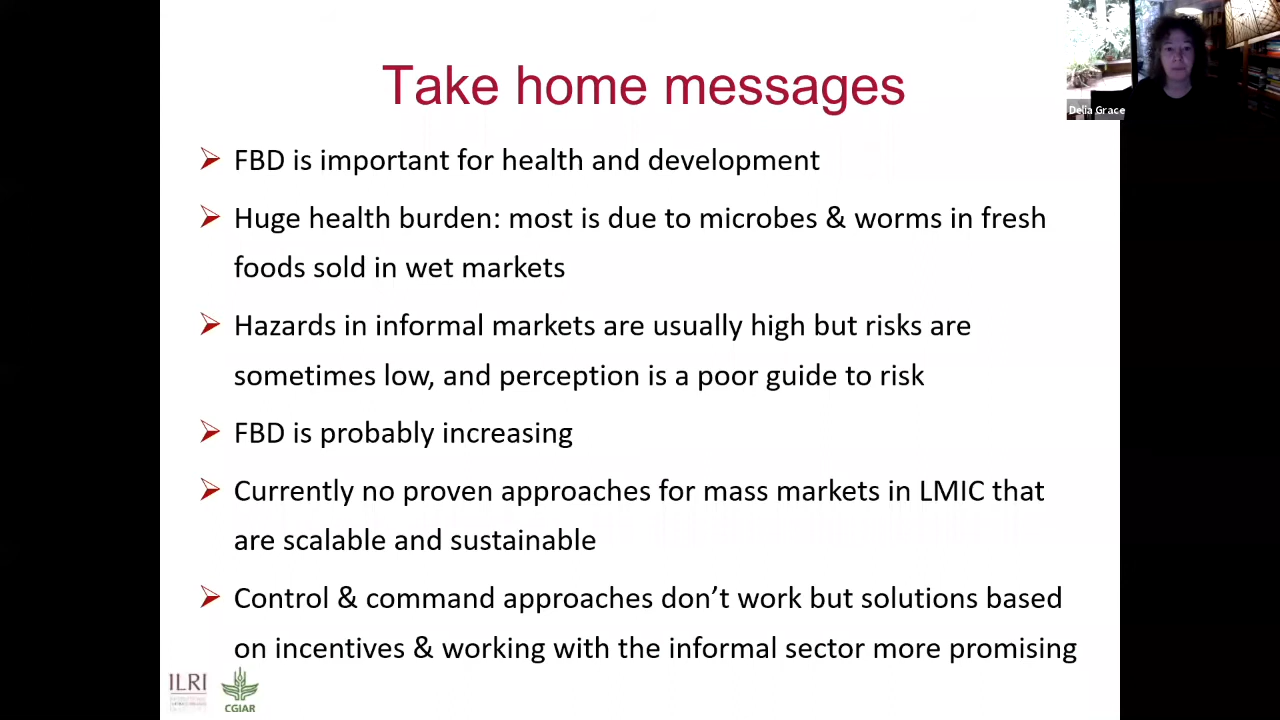 Take home messages
Delia Grace
FBD is important for health and development
Huge health burden: most is due to microbes & worms in fresh
foods sold in wet markets
Hazards in informal markets are usually high but risks are
sometimes low, and perception is a poor guide to risk
FBD is probably increasing
Currently no proven approaches for mass markets in LMIC that
are scalable and sustainable
Control & command approaches don’t work but solutions based
on incentives & working with the informal sector more promising
ILRI
CGIAR